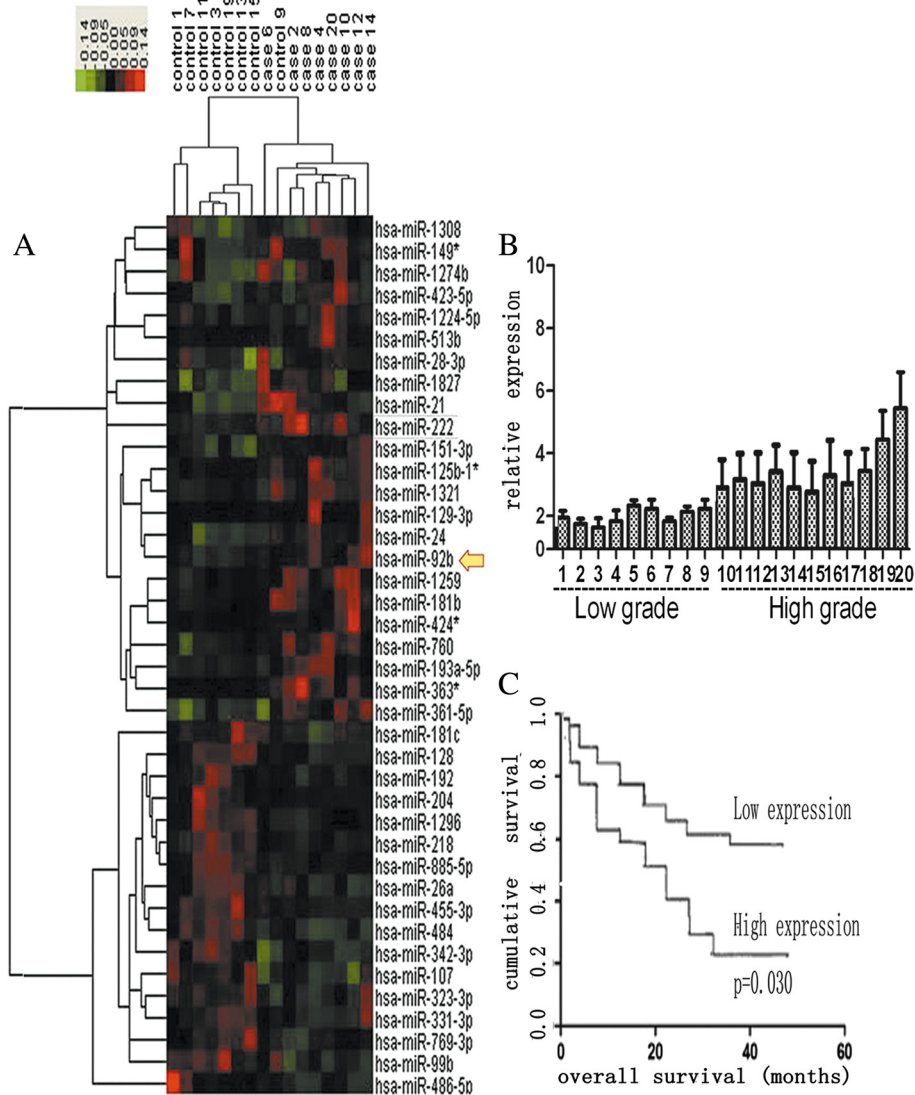 -0.14
-0.09
-0.05
0.00
0.05
0.09
0.14
control 1
control 7
control 11
control 3
control 19
control 13
control 15
case 6
control 9
case 2
case 8
case 4
case 20
case 10
case 12
case 14
A
hsa-miR-1308
hsa-miR-149*
hsa-miR-1274b
hsa-miR-423-5p
hsa-miR-1224-5p
hsa-miR-513b
hsa-miR-28-3p
hsa-miR-1827
hsa-miR-21
hsa-miR-222
hsa-miR-151-3p
hsa-miR-125b-1*
hsa-miR-1321
hsa-miR-129-3p
hsa-miR-24
hsa-miR-92b
hsa-miR-1259
hsa-miR-181b
hsa-miR-424*
hsa-miR-760
hsa-miR-193a-5p
hsa-miR-363*
hsa-miR-361-5p
hsa-miR-181c
hsa-miR-128
hsa-miR-192
hsa-miR-204
hsa-miR-1296
hsa-miR-218
hsa-miR-885-5p
hsa-miR-26a
hsa-miR-455-3p
hsa-miR-484
hsa-miR-342-3p
hsa-miR-107
hsa-miR-323-3p
hsa-miR-331-3p
hsa-miR-769-3p
hsa-miR-99b
hsa-miR-486-5p
B
relative expression
10
8
6
4
2
0
1 2 3 4 5 6 7 8 9 10 11 12 13 14 15 16 17 18 19 20
Low grade High grade
C
cumulative survival
1.0
0.8
0.6
0.4
0.2
0.0
Low expression
High expression
p=0.030
0 20 40 60
overall survival (months)